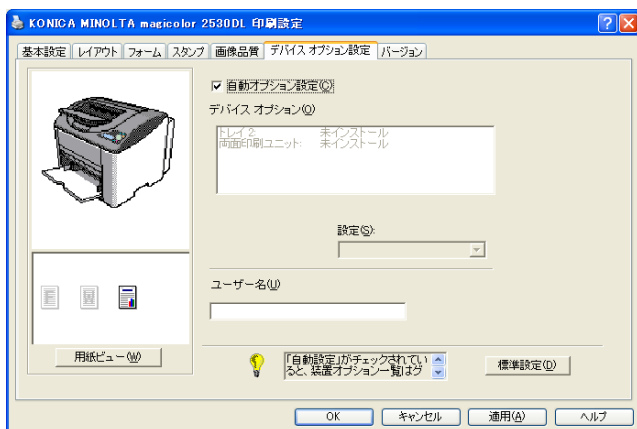 KONICA MINOLTA magicolor 2530DL 印刷設定
基本設定 レイアウト フォーム スタンプ 画像品質 デバイス オプション設定 バージョン
自動オプション設定(C)
デバイス オプション(O)
トレイ 2: 未インストール
両面印刷ユニット: 未インストール
設定(S):
ユーザー名(U)
用紙ビュー(W)
「自動設定」がチェックされてい
ると、装置オプション一覧はグ
標準設定(D)
OK キャンセル 適用(A) ヘルプ